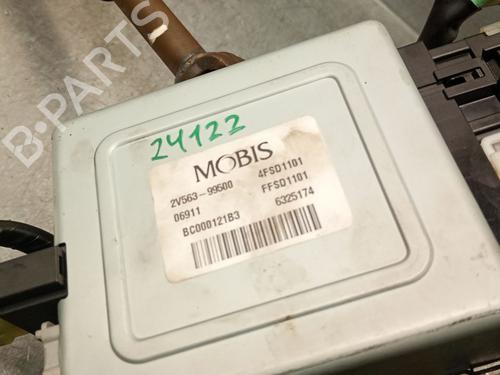 B-PARTS
24122
MOBIS
2V563-99500 4FSD1101
06911 FFSD1101
BC000121B3 6325174